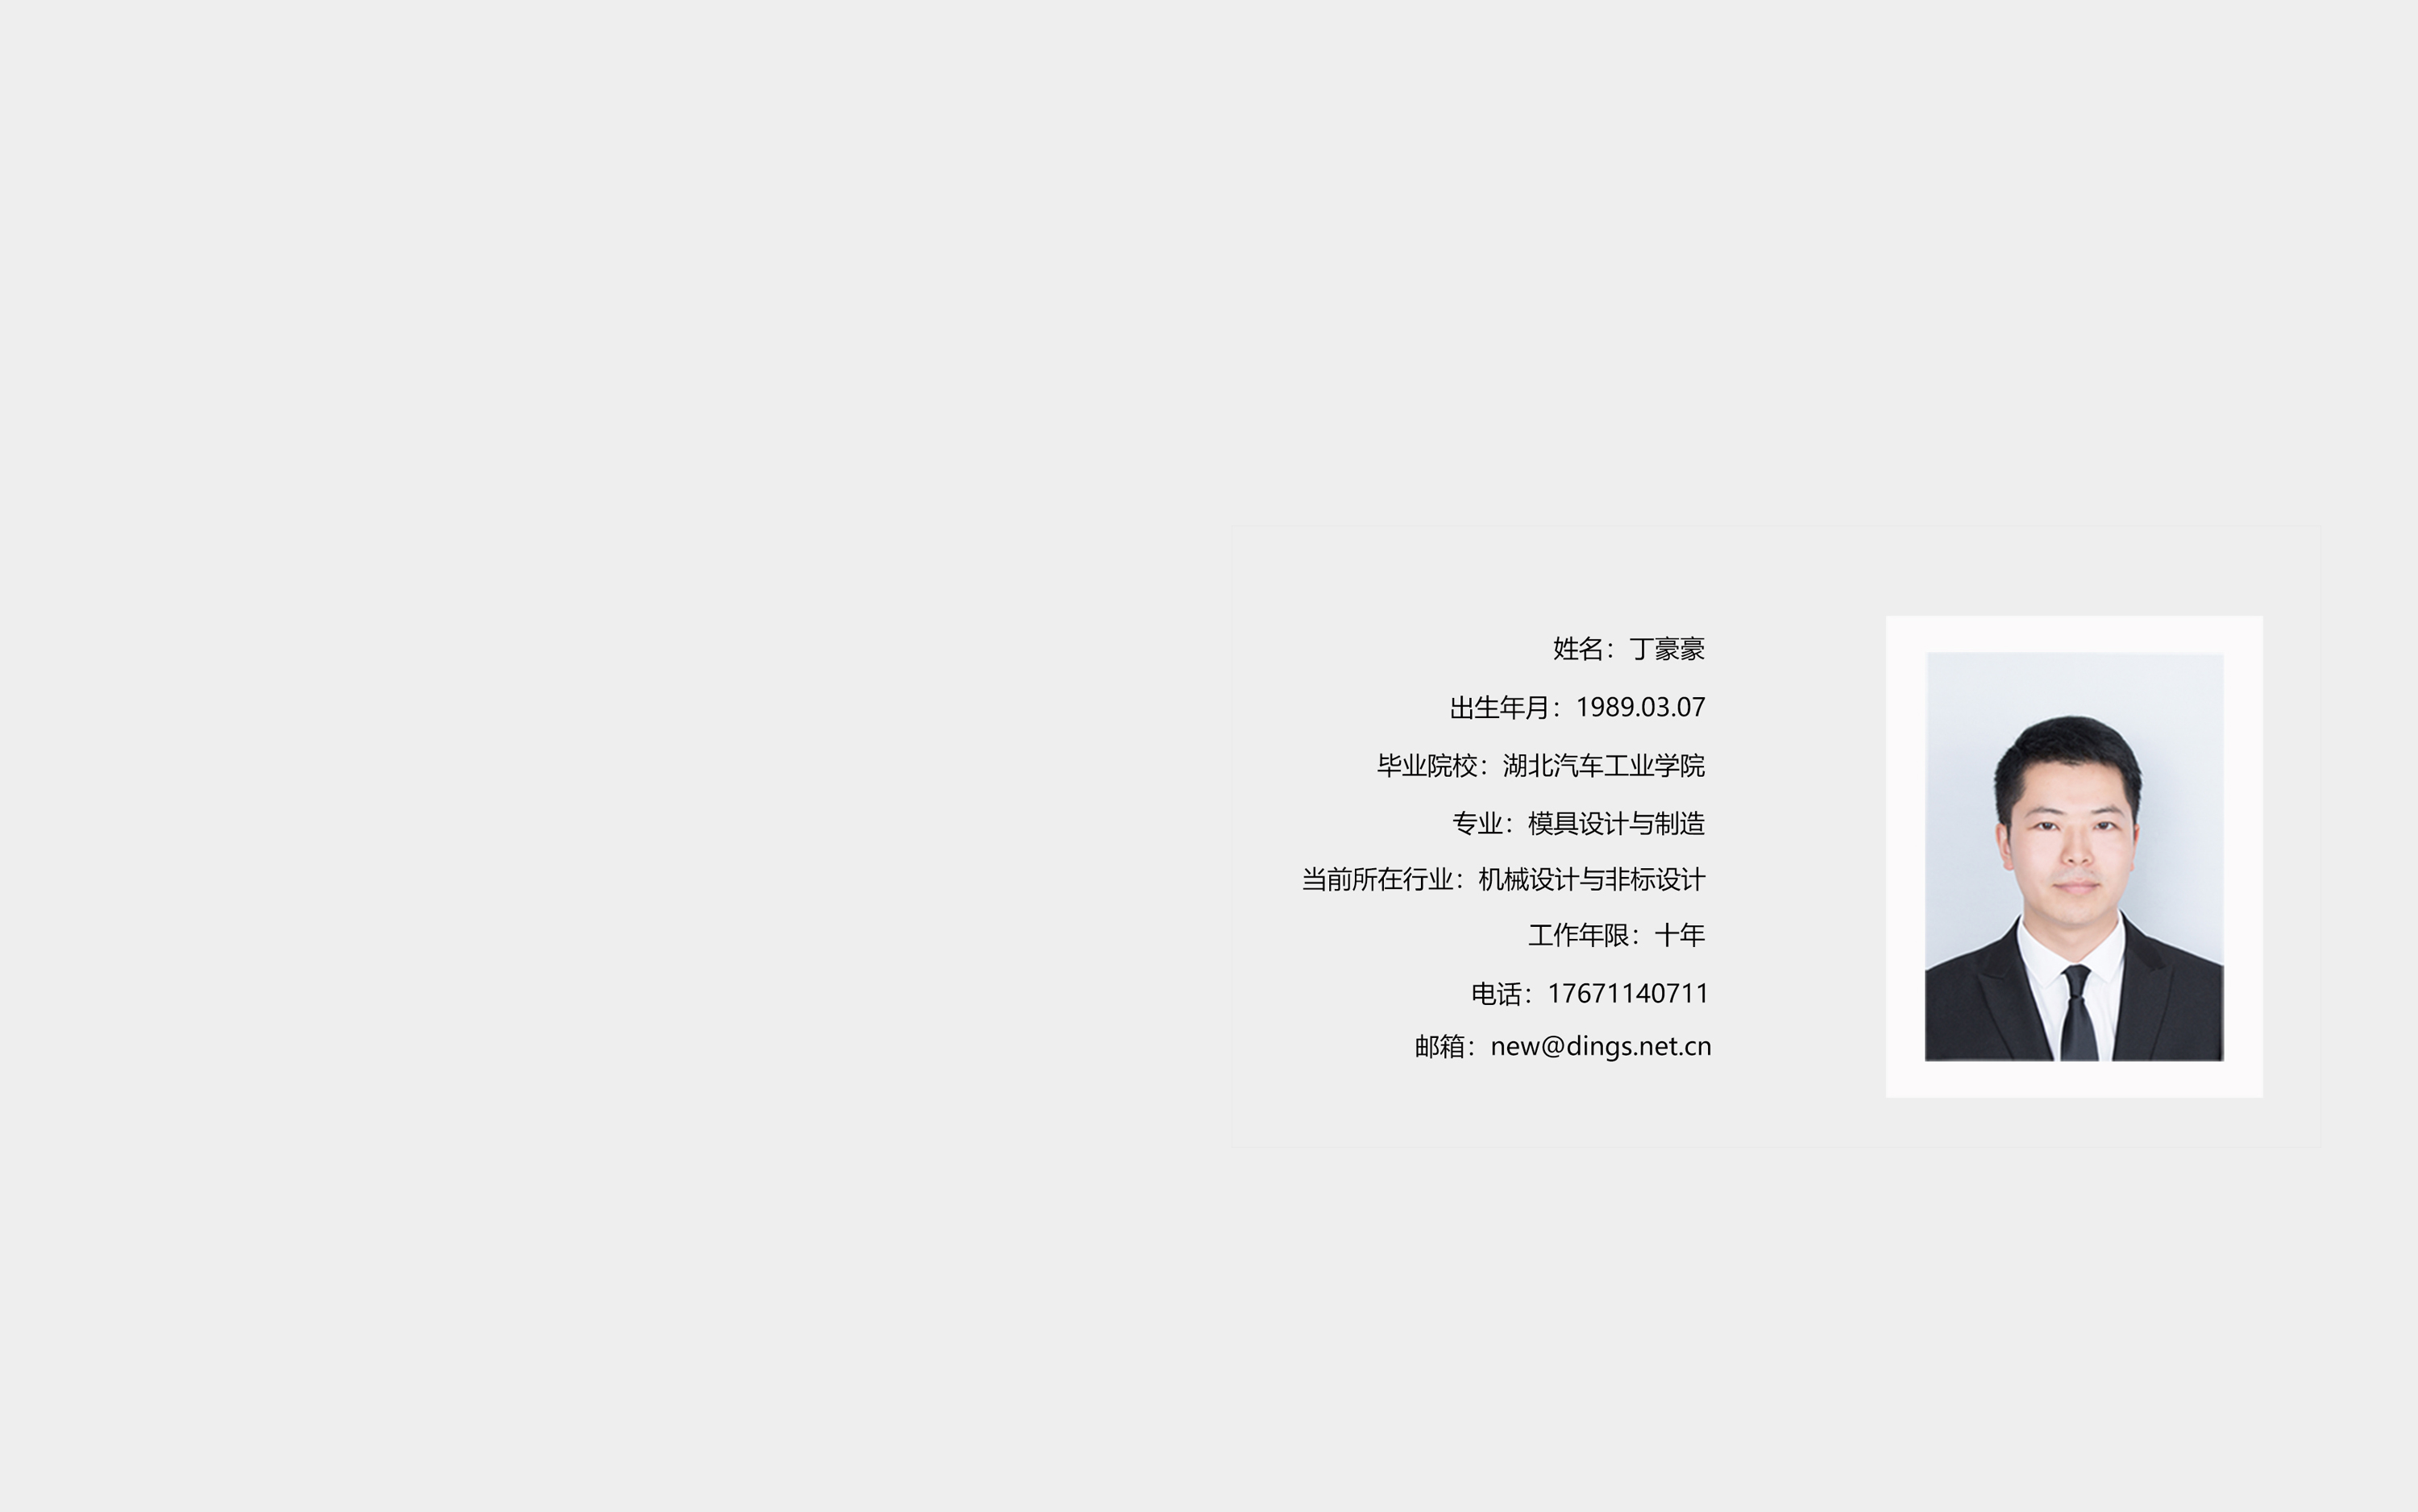 姓名：丁豪豪
出生年月：1989.03.07
毕业院校：湖北汽车工业学院
专业：模具设计与制造
当前所在行业：机械设计与非标设计
工作年限：十年
电话：17671140711
邮箱：new@dings.net.cn